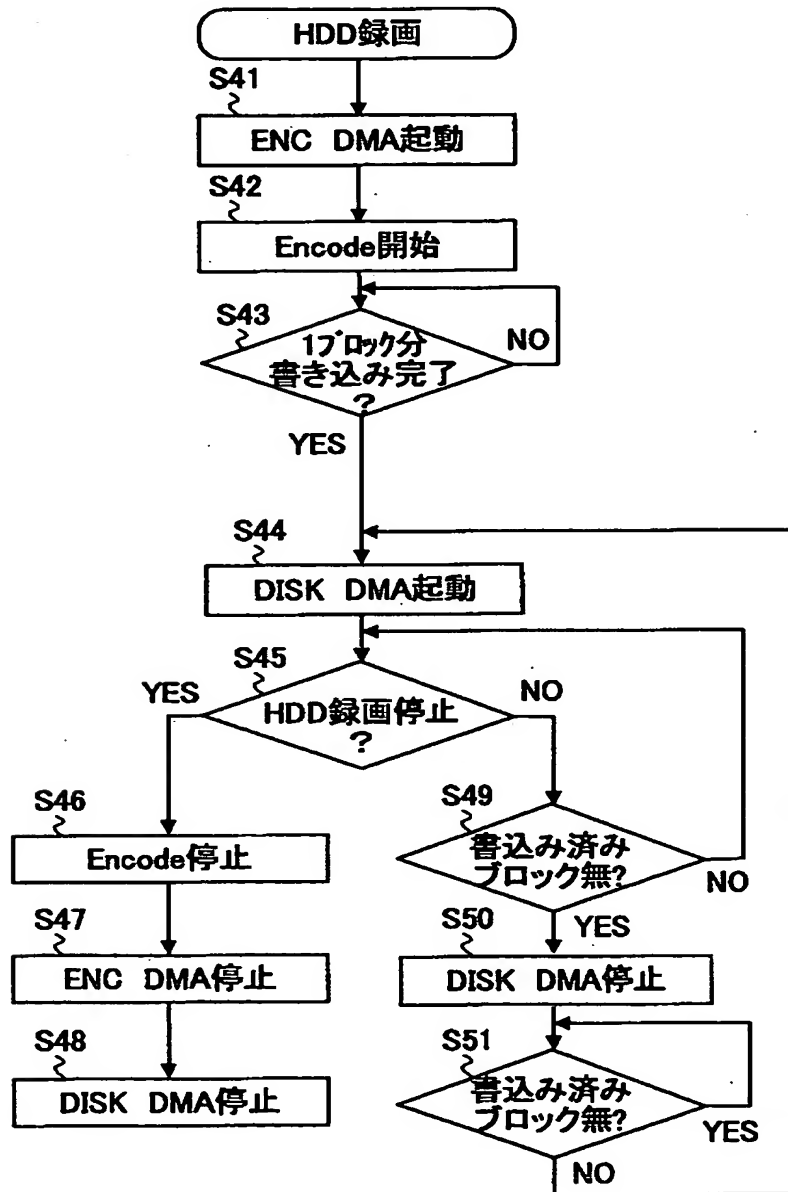 HDD録画
S41
ENC DMA起動
S42
Encode開始
S43
1ブロック分
書き込み完了
?
NO
YES
S44
DISK DMA起動
S45
YES
HDD録画停止
?
NO
S46
Encode停止
S49
書込み済み
ブロック無?
NO
YES
S47
ENC DMA停止
S50
DISK DMA停止
S48
DISK DMA停止
S51
書込み済み
ブロック無?
YES
NO